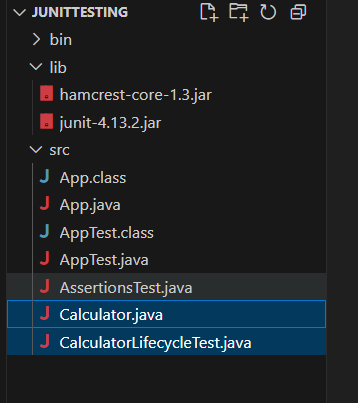 JUNITTESTING
bin
lib
hamcrest-core-1.3.jar
junit-4.13.2.jar
src
J App.class
J App.java
J AppTest.class
J AppTest.java
J AssertionsTest.java
J Calculator.java
J CalculatorLifecycleTest.java